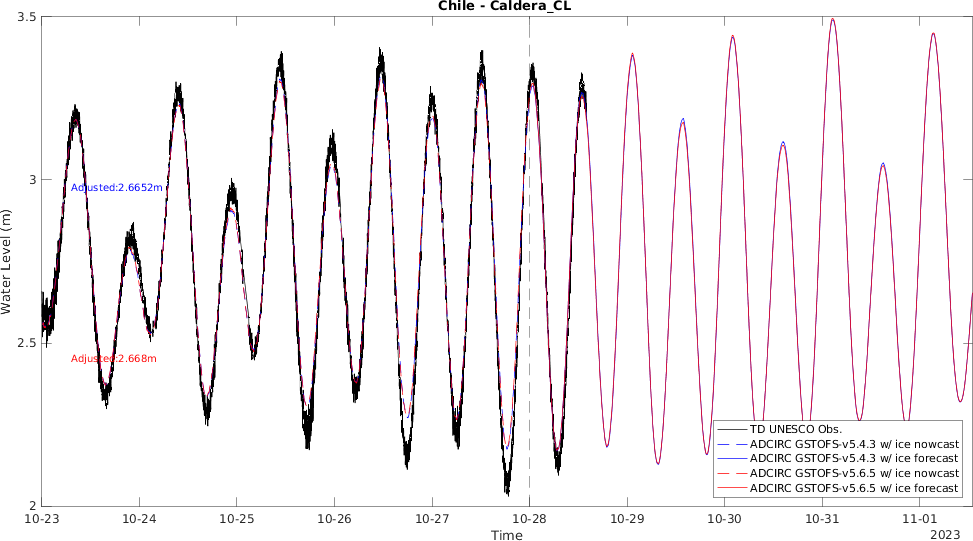 Chile - Caldera_CL
3.5
3
2.5
2
Water Level (m)
Adjusted:2.6652m
Adjusted:2.668m
TD UNESCO Obs.
ADCIRC GSTOFS-v5.4.3 w/ ice nowcast
ADCIRC GSTOFS-v5.4.3 w/ ice forecast
ADCIRC GSTOFS-v5.6.5 w/ ice nowcast
ADCIRC GSTOFS-v5.6.5 w/ ice forecast
10-23 10-24 10-25 10-26 10-27 10-28 10-29 10-30 10-31 11-01
Time
2023